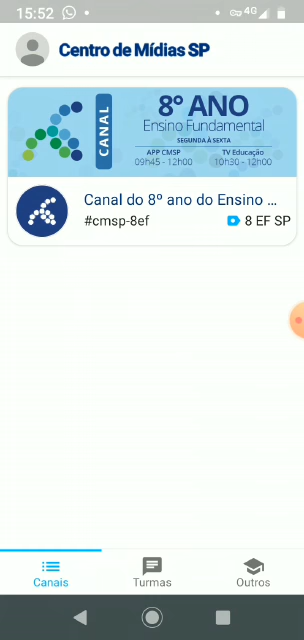 15:52
4G
Centro de Mídias SP
CANAL
8º ANO
Ensino Fundamental
SEGUNDA À SEXTA
APP CMSP
09h45 - 12h00
TV Educação
10h30 - 12h00
Canal do 8º ano do Ensino ...
#cmsp-8ef
8 EF SP
Canais
Turmas
Outros